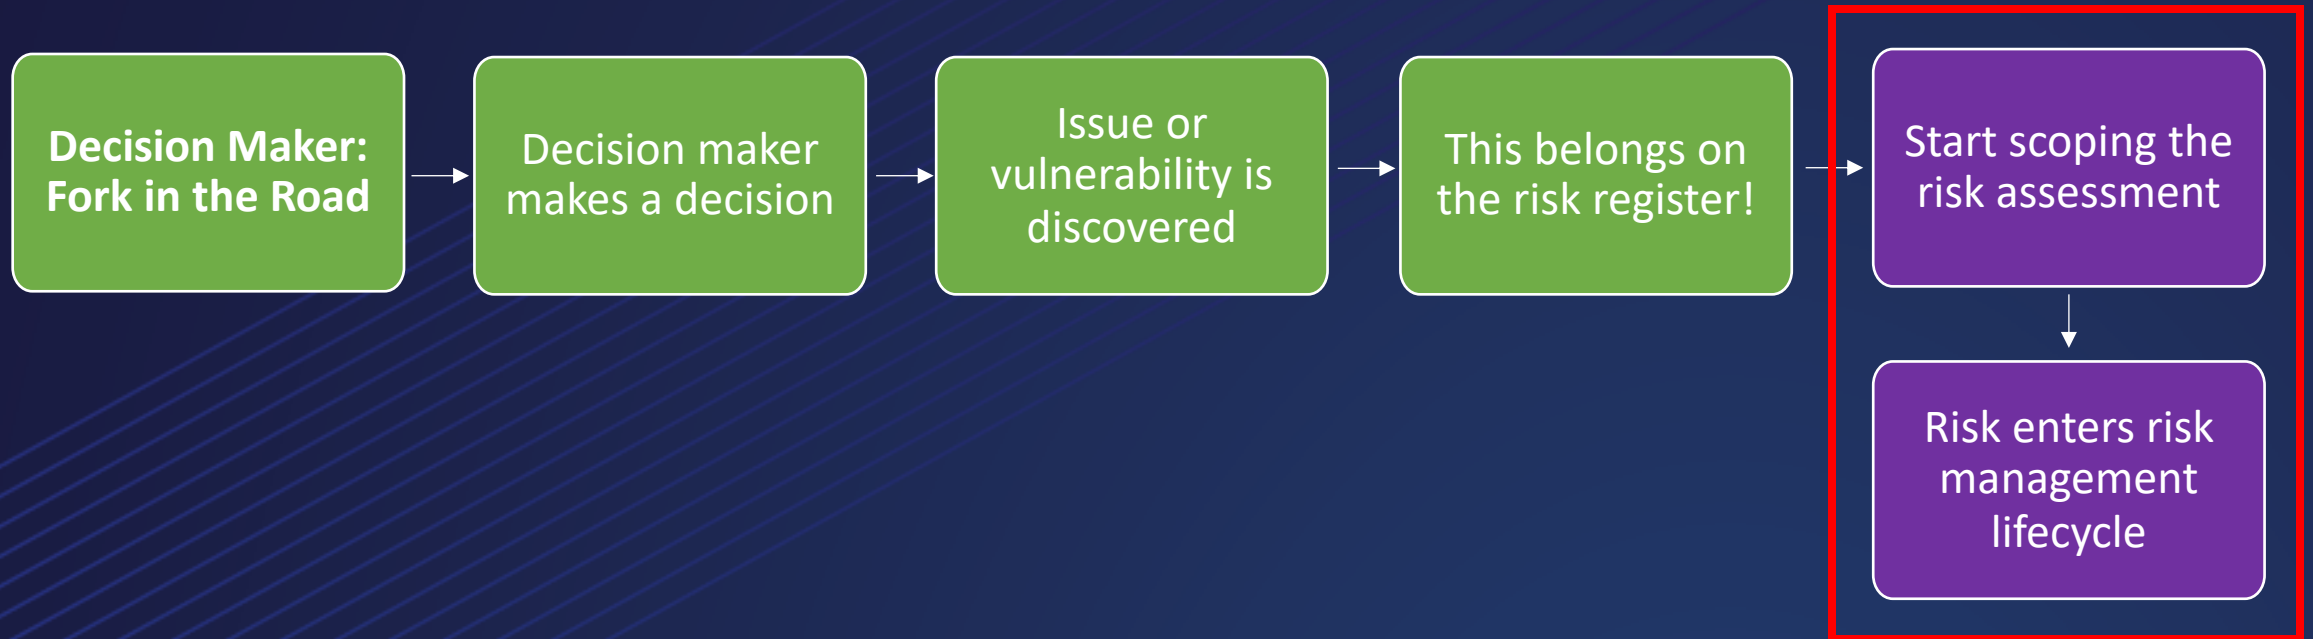 Decision Maker:
Fork in the Road
Decision maker
makes a decision
Issue or
vulnerability is
discovered
This belongs on
the risk register!
Start scoping the
risk assessment
Risk enters risk
management
lifecycle